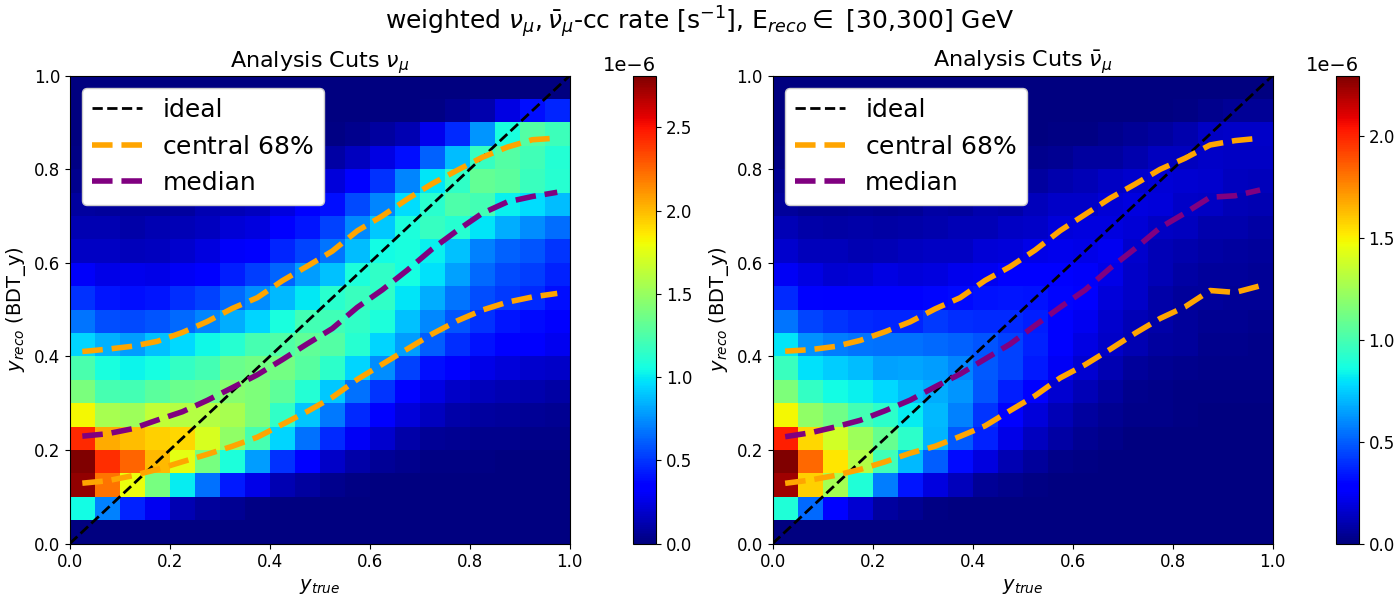 weighted ν_μ, ν̄_μ-cc rate [s⁻¹], E_reco ∈ [30,300] GeV
Analysis Cuts ν_μ
1e−6
ideal
central 68%
median
1.0
0.8
0.6
0.4
0.2
0.0
y_reco (BDT_y)
0.0 0.2 0.4 0.6 0.8 1.0
y_true
2.5
2.0
1.5
1.0
0.5
0.0
Analysis Cuts ν̄_μ
1e−6
ideal
central 68%
median
1.0
0.8
0.6
0.4
0.2
0.0
y_reco (BDT_y)
0.0 0.2 0.4 0.6 0.8 1.0
y_true
2.0
1.5
1.0
0.5
0.0